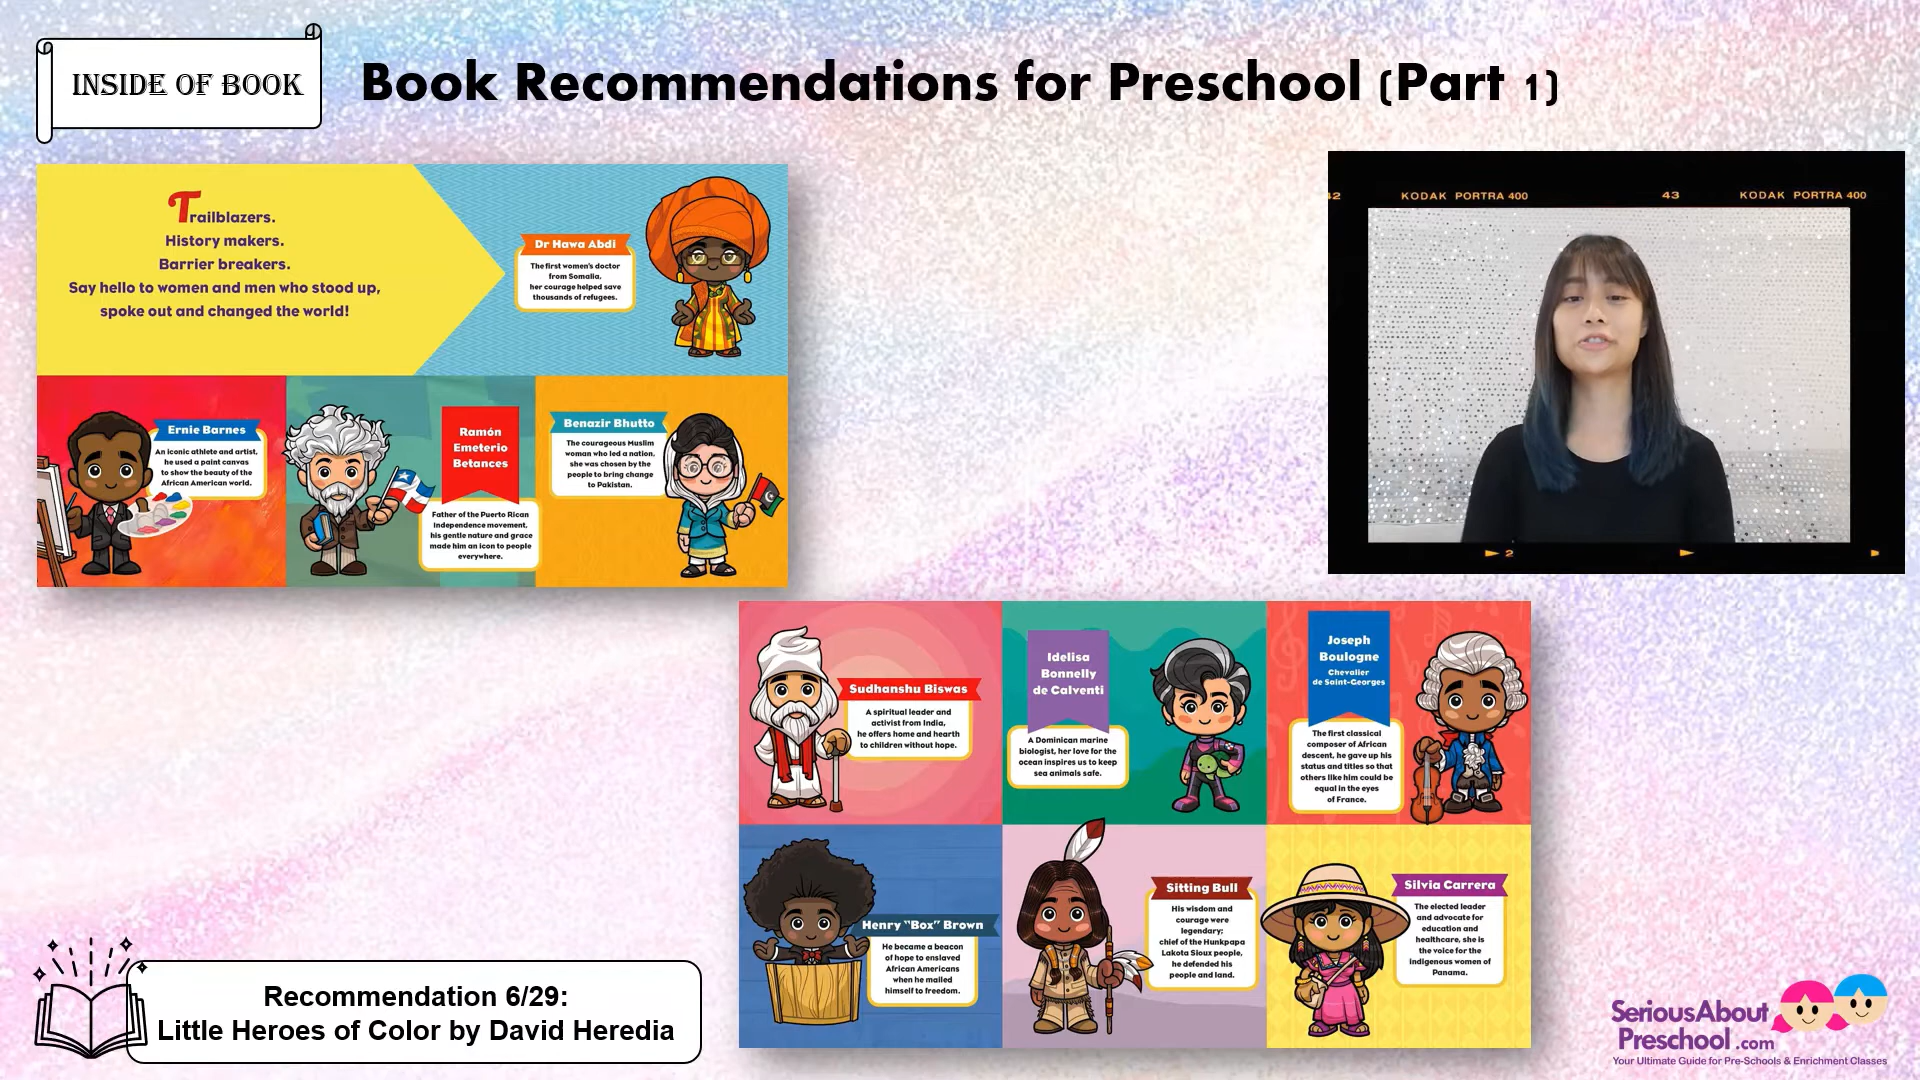 INSIDE OF BOOK
Book Recommendations for Preschool (Part 1)
Trailblazers.
History makers.
Barrier breakers.
Say hello to women and men who stood up,
spoke out and changed the world!
Dr Hawa Abdi
The first women's doctor
from Somalia,
her courage helped save
thousands of refugees.
Ernie Barnes
An iconic athlete and artist,
he used a paint canvas
to show the beauty of the
African American world.
Ramón
Emeterio
Betances
Father of the Puerto Rican
independence movement,
his gentle nature and grace
made him an icon to people
everywhere.
Benazir Bhutto
The courageous Muslim
woman who led a nation,
she was chosen by the
people to bring change
to Pakistan.
42 KODAK PORTRA 400 43 KODAK PORTRA 400
2
Sudhanshu Biswas
A spiritual leader and
activist from India,
he offers home and hearth
to children without hope.
Idelisa
Bonnelly
de Calventi
A Dominican marine
biologist, her love for the
ocean inspires us to keep
sea animals safe.
Joseph
Boulogne
Chevalier
de Saint-Georges
The first classical
composer of African
descent, he gave up his
status and titles so that
others like him could be
equal in the eyes
of France.
Henry "Box" Brown
He became a beacon
of hope to enslaved
African Americans
when he mailed
himself to freedom.
Sitting Bull
His wisdom and
courage were
legendary;
chief of the Hunkpapa
Lakota Sioux people,
he defended his
people and land.
Silvia Carrera
The elected leader
and advocate for
education and
healthcare, she is
the voice for the
indigenous women of
Panama.
Recommendation 6/29:
Little Heroes of Color by David Heredia
SeriousAbout
Preschool.com
Your Ultimate Guide for Pre-Schools & Enrichment Classes